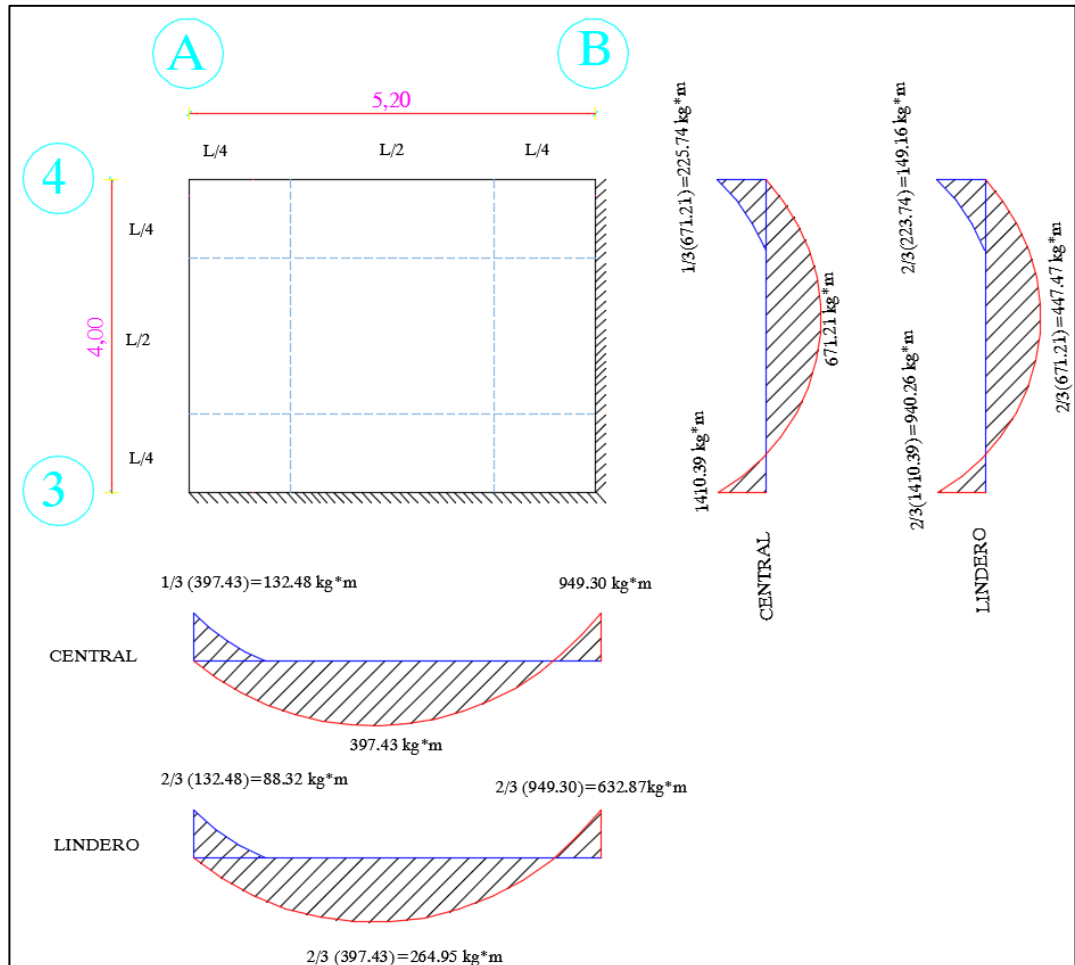 A
B
5,20
L/4
L/2
L/4
4
L/4
4,00
L/2
L/4
3
1/3(671.21)=225.74 kg*m
671.21 kg*m
1410.39 kg*m
CENTRAL
2/3(223.74)=149.16 kg*m
2/3(671.21)=447.47 kg*m
2/3(1410.39)=940.26 kg*m
LINDERO
1/3 (397.43)=132.48 kg*m
949.30 kg*m
CENTRAL
397.43 kg*m
2/3 (132.48)=88.32 kg*m
2/3 (949.30)=632.87kg*m
LINDERO
2/3 (397.43)=264.95 kg*m